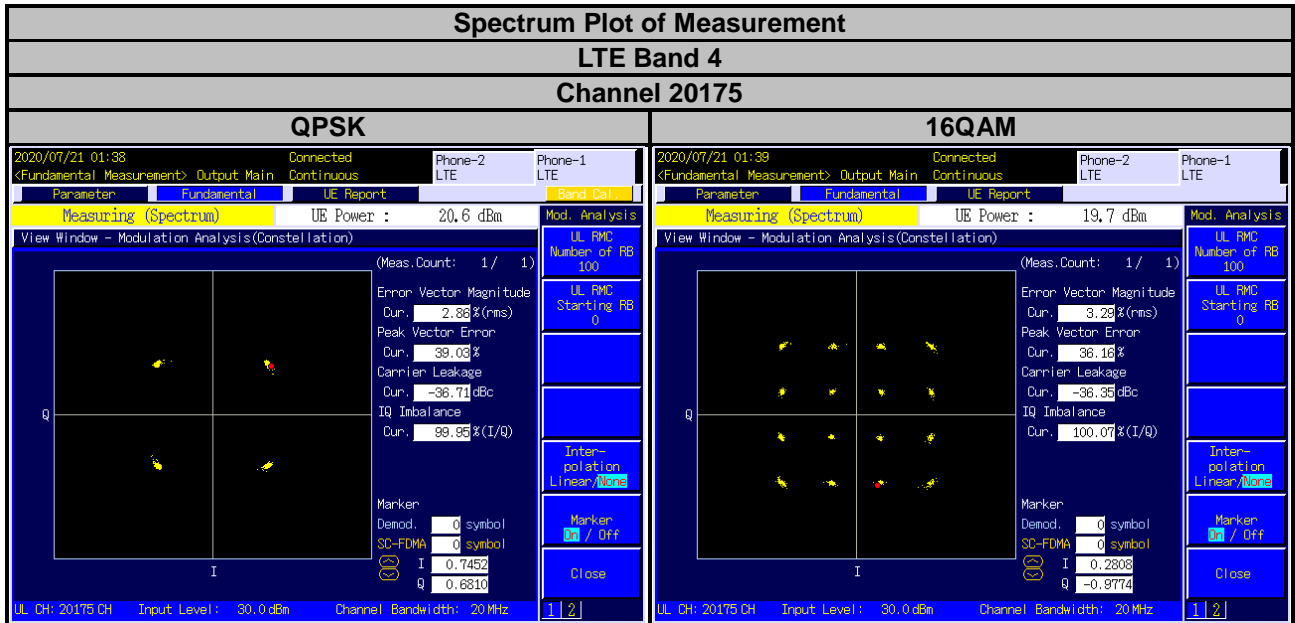 Spectrum Plot of Measurement
LTE Band 4
Channel 20175
QPSK
2020/07/21 01:38 Connected Phone-2 Phone-1
<Fundamental Measurement> Output Main Continuous LTE LTE
Parameter Fundamental UE Report Band Cal.
Measuring (Spectrum) UE Power : 20.6 dBm Mod. Analysis
View Window - Modulation Analysis(Constellation)
(Meas.Count: 1/ 1)
Error Vector Magnitude
Cur. 2.86 %(rms)
Peak Vector Error
Cur. 39.03 %
Carrier Leakage
Cur. -36.71 dBc
IQ Imbalance
Cur. 99.95 %(I/Q)
Q
I
Marker
Demod. 0 symbol
SC-FDMA 0 symbol
I 0.7452
Q 0.6810
UL RMC
Number of RB
100
UL RMC
Starting RB
0
Inter-
polation
Linear/None
Marker
On / Off
Close
UL CH: 20175 CH Input Level: 30.0 dBm Channel Bandwidth: 20 MHz 1 2
16QAM
2020/07/21 01:39 Connected Phone-2 Phone-1
<Fundamental Measurement> Output Main Continuous LTE LTE
Parameter Fundamental UE Report
Measuring (Spectrum) UE Power : 19.7 dBm Mod. Analysis
View Window - Modulation Analysis(Constellation)
(Meas.Count: 1/ 1)
Error Vector Magnitude
Cur. 3.29 %(rms)
Peak Vector Error
Cur. 36.16 %
Carrier Leakage
Cur. -36.35 dBc
IQ Imbalance
Cur. 100.07 %(I/Q)
Q
I
Marker
Demod. 0 symbol
SC-FDMA 0 symbol
I 0.2808
Q -0.9774
UL RMC
Number of RB
100
UL RMC
Starting RB
0
Inter-
polation
Linear/None
Marker
On / Off
Close
UL CH: 20175 CH Input Level: 30.0 dBm Channel Bandwidth: 20 MHz 1 2